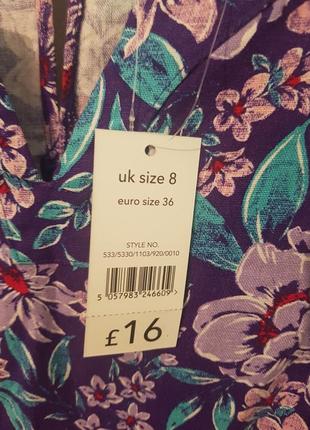 uk size 8
euro size 36
STYLE NO.
533/5330/1103/920/0010
5 057983 246609 >
£16